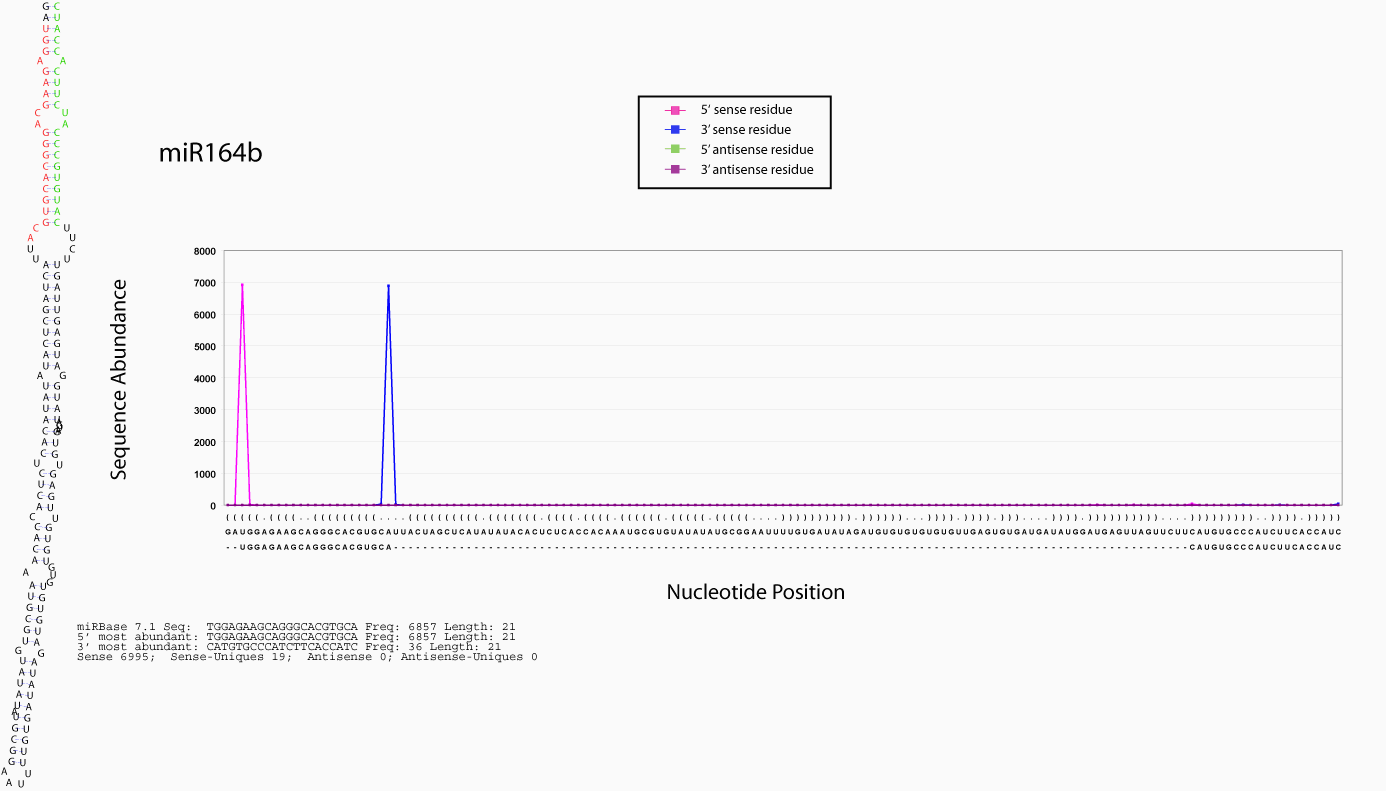 miR164b
5’ sense residue
3’ sense residue
5’ antisense residue
3’ antisense residue
Sequence Abundance
8000
7000
6000
5000
4000
3000
2000
1000
0
GAUGGAGAAGCAGGGCACGUGCAUUACUAGCUCAUAUAUACACUCUCACCACAAAUGCGUGUAUAUAUGCGGAAUUUUGUGAUAUAGAUGUGUGUGUGUGUUGAGUGUGAUGAUAUGGAUGAGUUAGUUCUUCAUGUGCCCAUCUUCACCAUC
--UGGAGAAGCAGGGCACGUGCA CAUGUGCCCAUCUUCACCAUC
Nucleotide Position
miRBase 7.1 Seq: TGGAGAAGCAGGGCACGTGCA Freq: 6857 Length: 21
5’ most abundant: TGGAGAAGCAGGGCACGTGCA Freq: 6857 Length: 21
3’ most abundant: CATGTGCCCATCTTCACCATC Freq: 36 Length: 21
Sense 6995; Sense-Uniques 19; Antisense 0; Antisense-Uniques 0